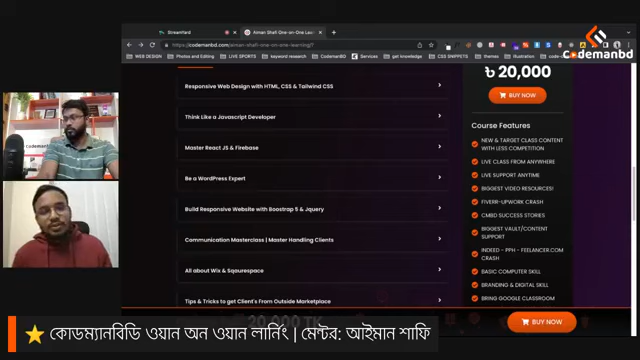 StreamYard
Aiman Shafi One-on-One Lear
https://codemanbd.com/aiman-shafi-one-on-one-learning/
WEB DESIGN
Photos and Editing
LIVE SPORTS
keyword research
CodemanBD
Services
get knowledge
CSS SNIPPETS
themes
illustration
Codemanbd
৳ 20,000
BUY NOW
Responsive Web Design with HTML, CSS & Tailwind CSS
Think Like a Javascript Developer
Master React JS & Firebase
Be a WordPress Expert
Build Responsive Website with Boostrap 5 & Jquery
Communication Masterclass | Master Handling Clients
All about Wix & Sqaurespace
Tips & Tricks to get Client's From Outside Marketplace
Course Features
NEW & TARGET CLASS CONTENT
WITH LESS COMPETITION
LIVE CLASS FROM ANYWHERE
LIVE SUPPORT ANYTIME
BIGGEST VIDEO RESOURCES!
FIVERR-UPWORK CRASH
CMBD SUCCESS STORIES
BIGGEST VAULT/CONTENT
SUPPORT
INDEED - PPH - FEELANCER.COM
CRASH
BASIC COMPUTER SKILL
BRANDING & DIGITAL SKILL
BRING GOOGLE CLASSROOM
20,000 TK
BUY NOW
কোডম্যানবিডি ওয়ান অন ওয়ান লার্নিং | মেন্টর: আইমান শাফি